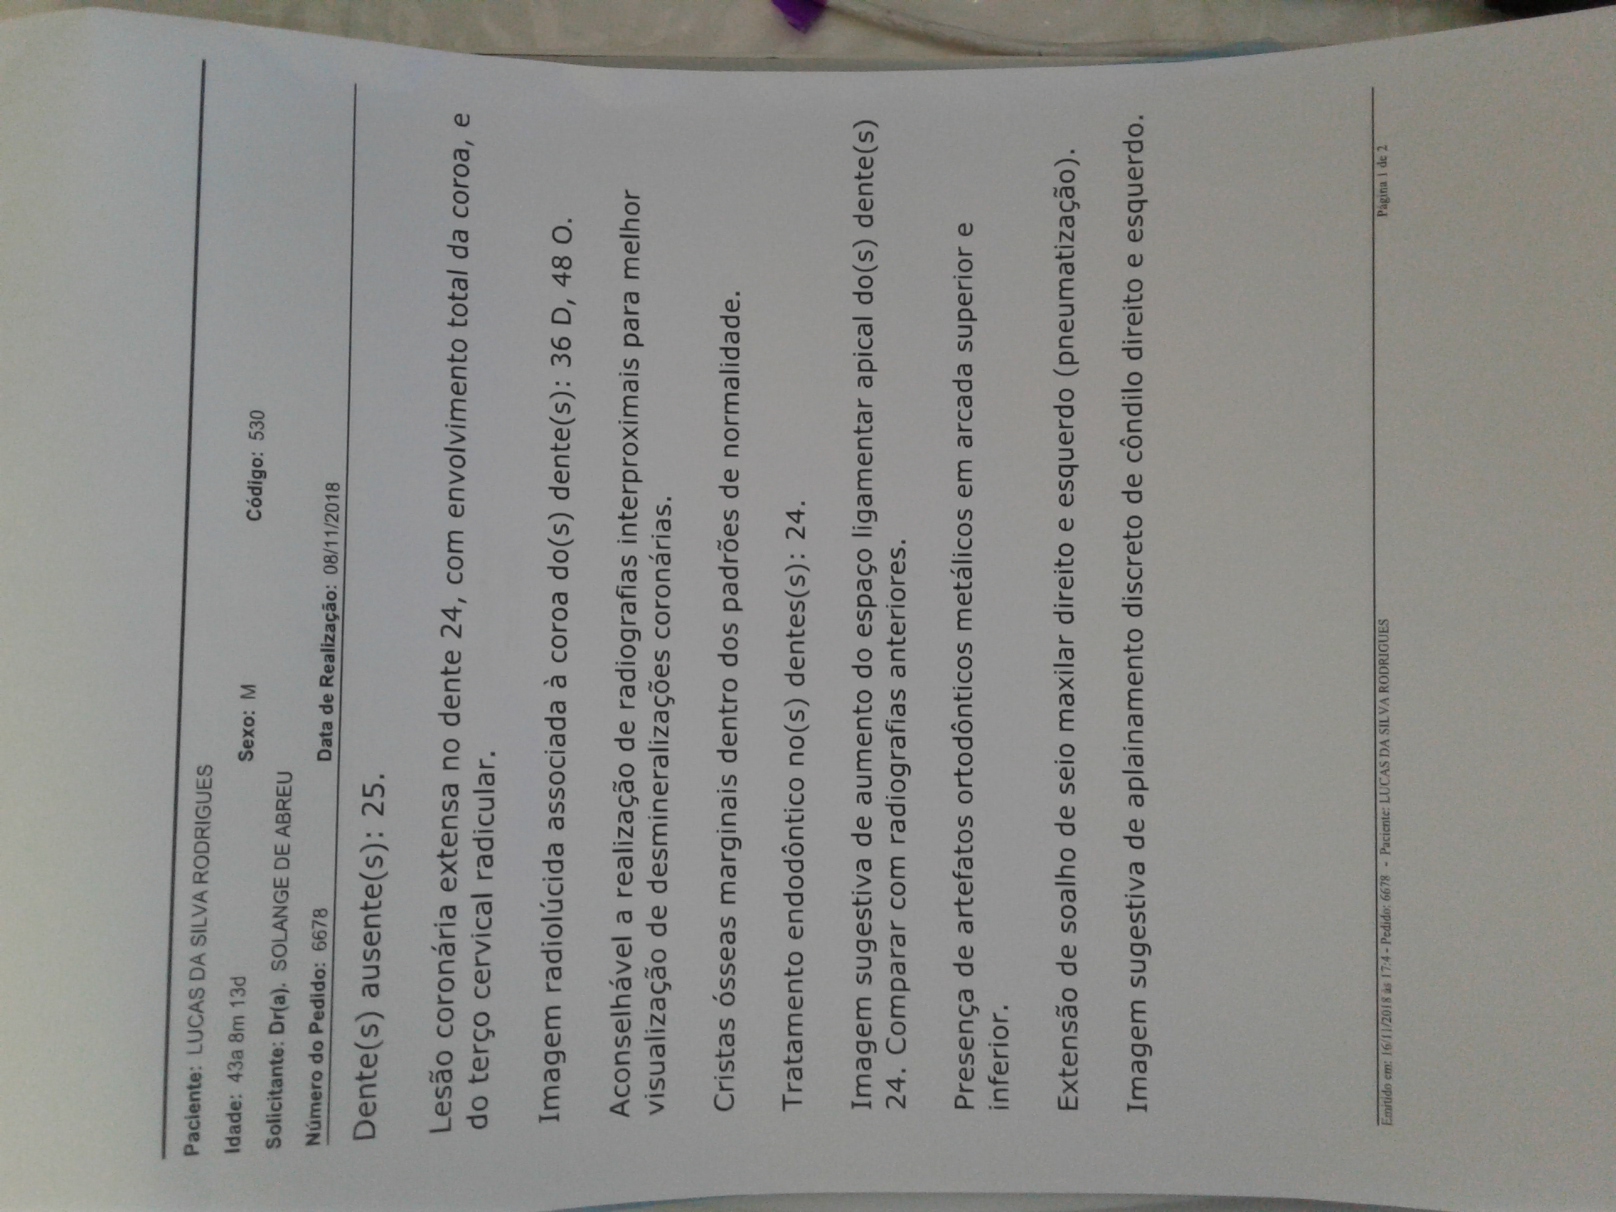 Paciente: LUCAS DA SILVA RODRIGUES
Idade: 43a 8m 13d Sexo: M Código: 530
Solicitante: Dr(a). SOLANGE DE ABREU
Número do Pedido: 6678 Data de Realização: 08/11/2018
Dente(s) ausente(s): 25.
Lesão coronária extensa no dente 24, com envolvimento total da coroa, e
do terço cervical radicular.
Imagem radiolúcida associada à coroa do(s) dente(s): 36 D, 48 O.
Aconselhável a realização de radiografias interproximais para melhor
visualização de desmineralizações coronárias.
Cristas ósseas marginais dentro dos padrões de normalidade.
Tratamento endodôntico no(s) dentes(s): 24.
Imagem sugestiva de aumento do espaço ligamentar apical do(s) dente(s)
24. Comparar com radiografias anteriores.
Presença de artefatos ortodônticos metálicos em arcada superior e
inferior.
Extensão de soalho de seio maxilar direito e esquerdo (pneumatização).
Imagem sugestiva de aplainamento discreto de côndilo direito e esquerdo.
Emitido em: 16/11/2018 às 17:4 - Pedido: 6678 - Paciente: LUCAS DA SILVA RODRIGUES Página 1 de 2